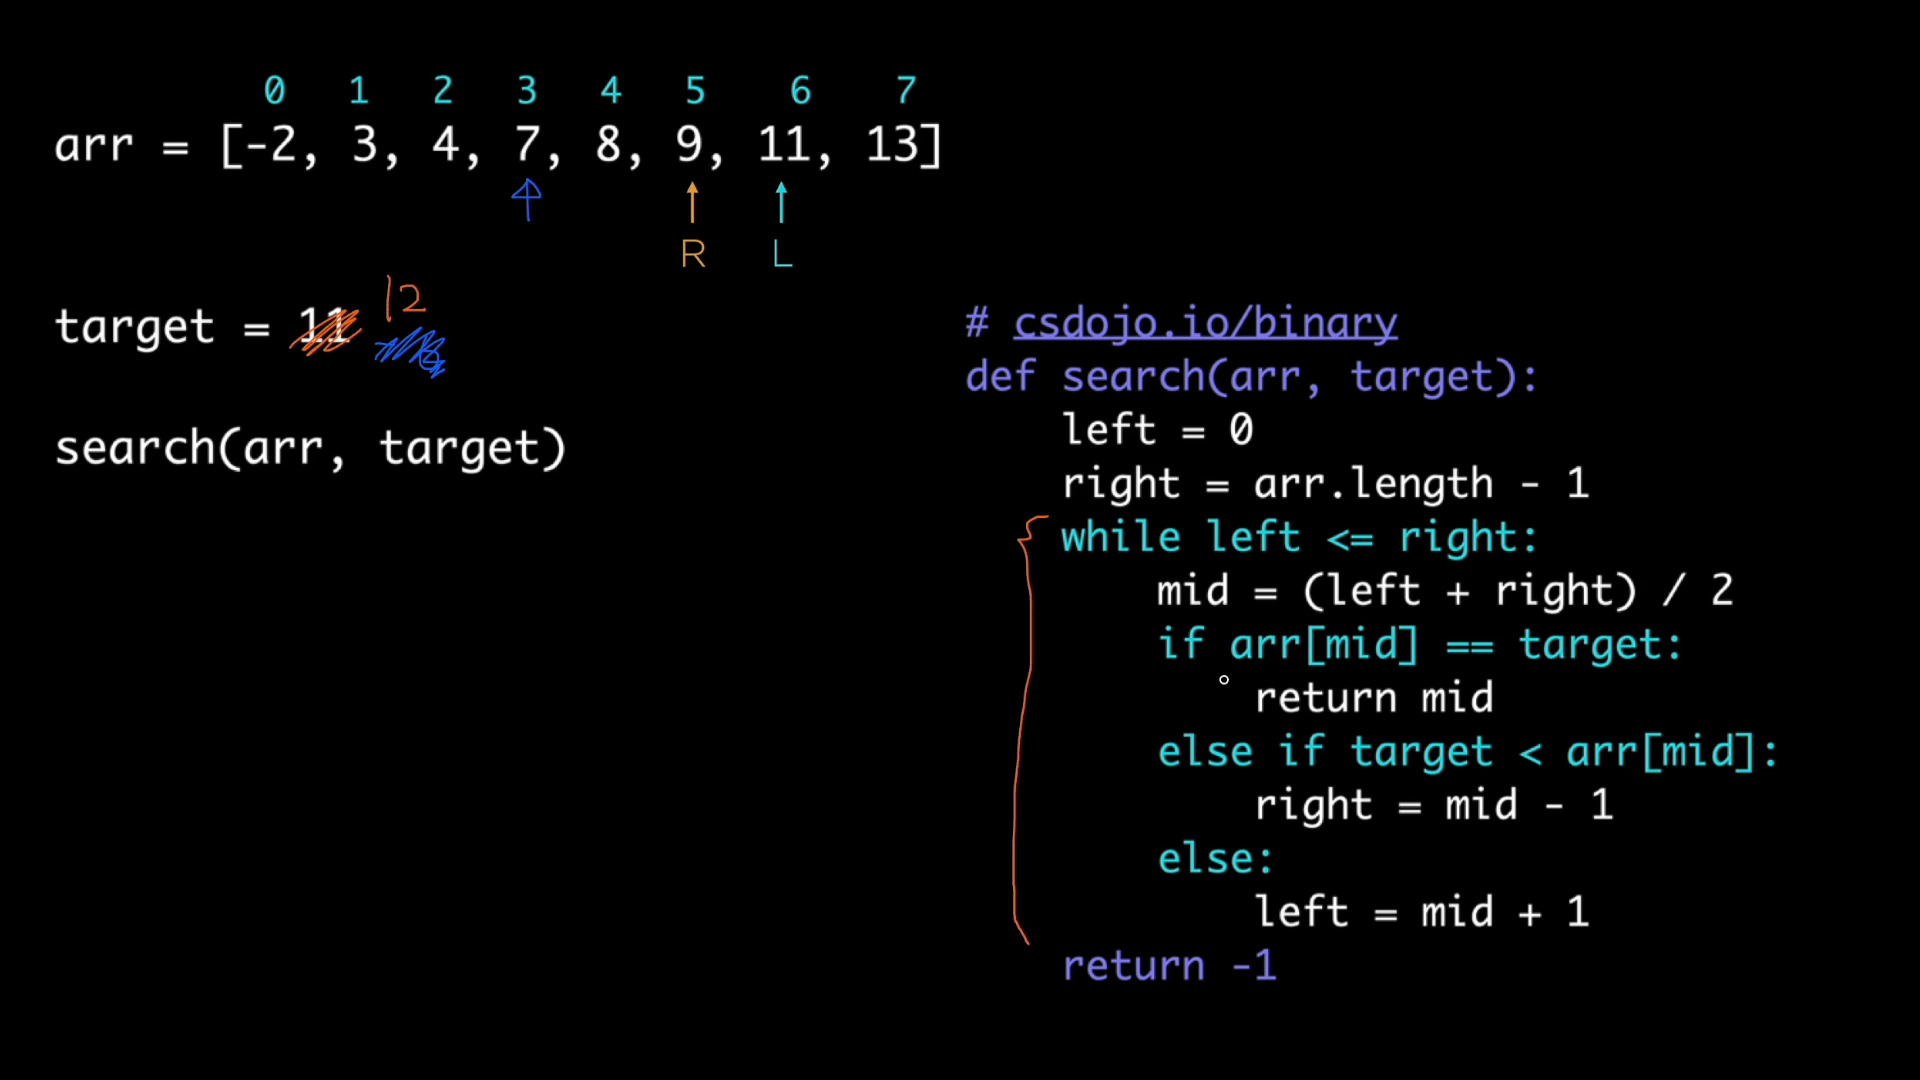 0 1 2 3 4 5 6 7
arr = [-2, 3, 4, 7, 8, 9, 11, 13]
R L
12
target = 11
search(arr, target)
# csdojo.io/binary
def search(arr, target):
    left = 0
    right = arr.length - 1
    while left <= right:
        mid = (left + right) / 2
        if arr[mid] == target:
            return mid
        else if target < arr[mid]:
            right = mid - 1
        else:
            left = mid + 1
    return -1